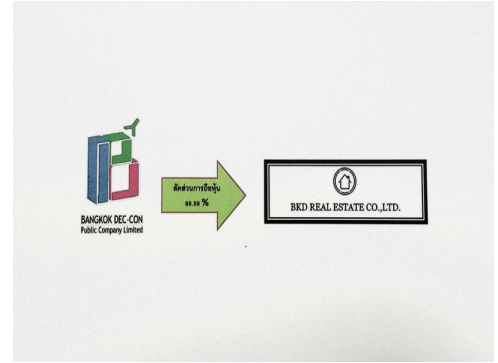 BANGKOK DEC-CON
Public Company Limited
สัดส่วนการถือหุ้น
99.99 %
BKD REAL ESTATE CO.,LTD.